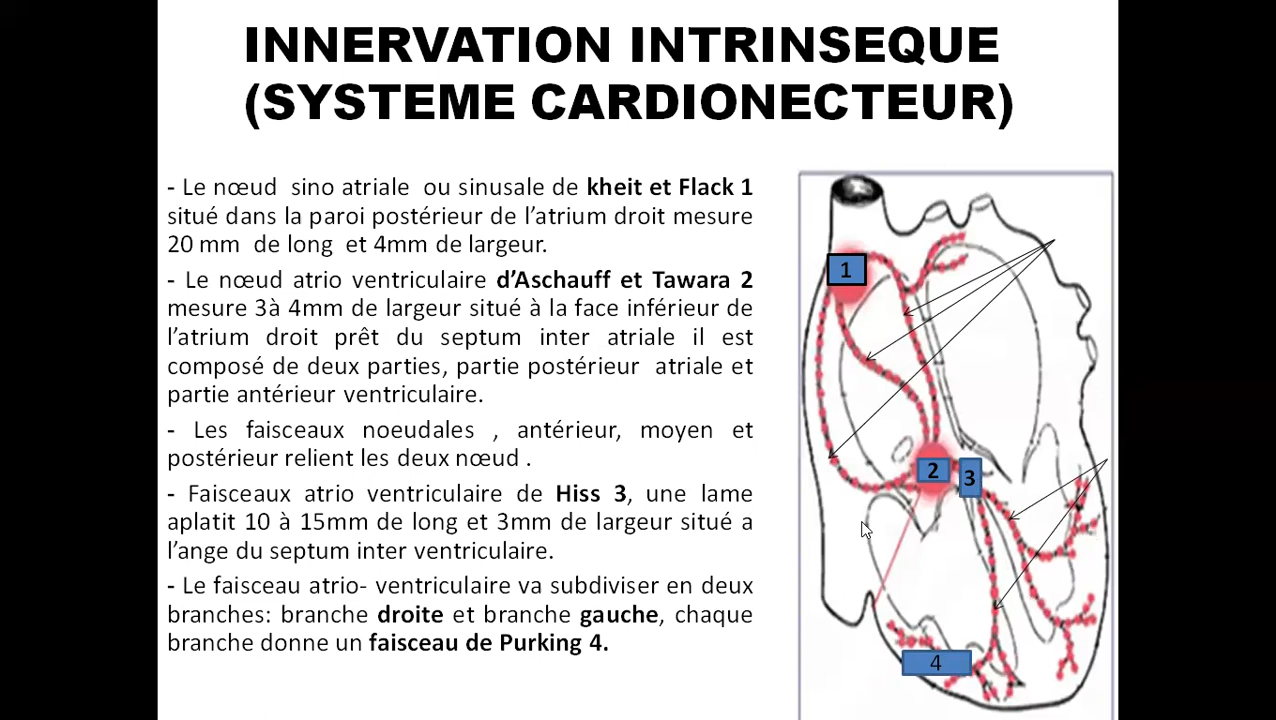 INNERVATION INTRINSEQUE
(SYSTEME CARDIONECTEUR)
- Le nœud sino atriale ou sinusale de kheit et Flack 1
situé dans la paroi postérieur de l’atrium droit mesure
20 mm de long et 4mm de largeur.
- Le nœud atrio ventriculaire d’Aschauff et Tawara 2
mesure 3à 4mm de largeur situé à la face inférieur de
l’atrium droit prêt du septum inter atriale il est
composé de deux parties, partie postérieur atriale et
partie antérieur ventriculaire.
- Les faisceaux noeudales , antérieur, moyen et
postérieur relient les deux nœud .
- Faisceaux atrio ventriculaire de Hiss 3, une lame
aplatit 10 à 15mm de long et 3mm de largeur situé a
l’ange du septum inter ventriculaire.
- Le faisceau atrio- ventriculaire va subdiviser en deux
branches: branche droite et branche gauche, chaque
branche donne un faisceau de Purking 4.
1
2
3
4